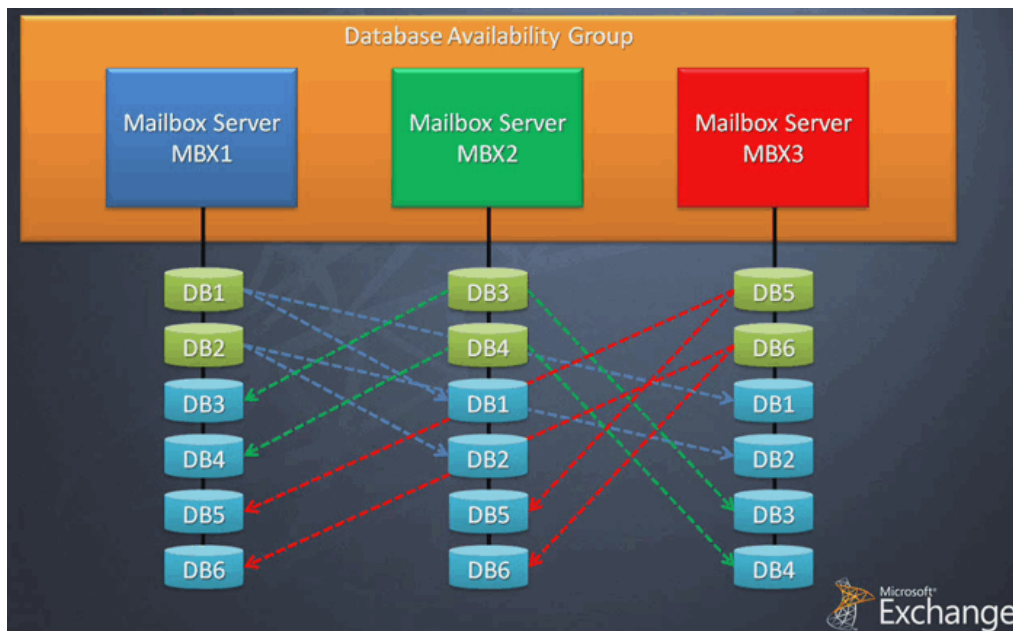 Database Availability Group
Mailbox Server
MBX1
Mailbox Server
MBX2
Mailbox Server
MBX3
DB1
DB2
DB3
DB4
DB5
DB6
DB3
DB4
DB1
DB2
DB5
DB6
DB5
DB6
DB1
DB2
DB3
DB4
Microsoft®
Exchange